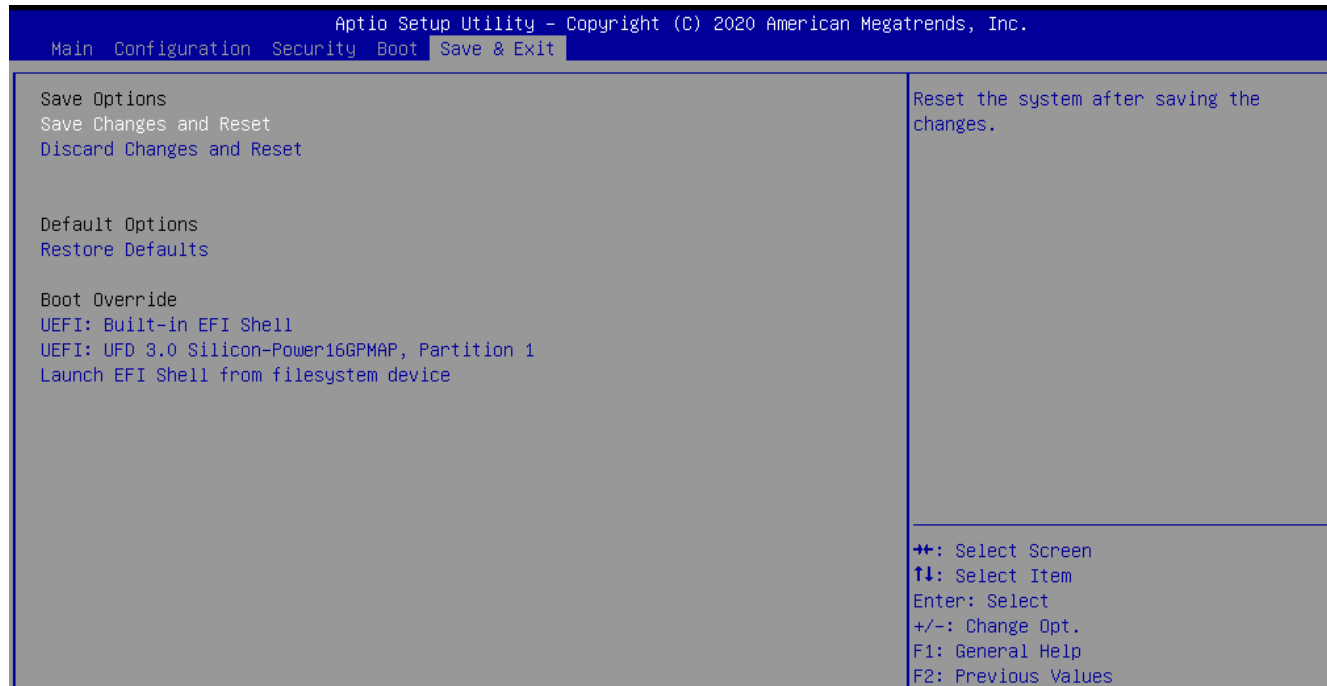 Aptio Setup Utility – Copyright (C) 2020 American Megatrends, Inc.
Main Configuration Security Boot Save & Exit
Save Options
Save Changes and Reset
Discard Changes and Reset
Default Options
Restore Defaults
Boot Override
UEFI: Built-in EFI Shell
UEFI: UFD 3.0 Silicon-Power16GPMAP, Partition 1
Launch EFI Shell from filesystem device
Reset the system after saving the
changes.
→←: Select Screen
↑↓: Select Item
Enter: Select
+/-: Change Opt.
F1: General Help
F2: Previous Values